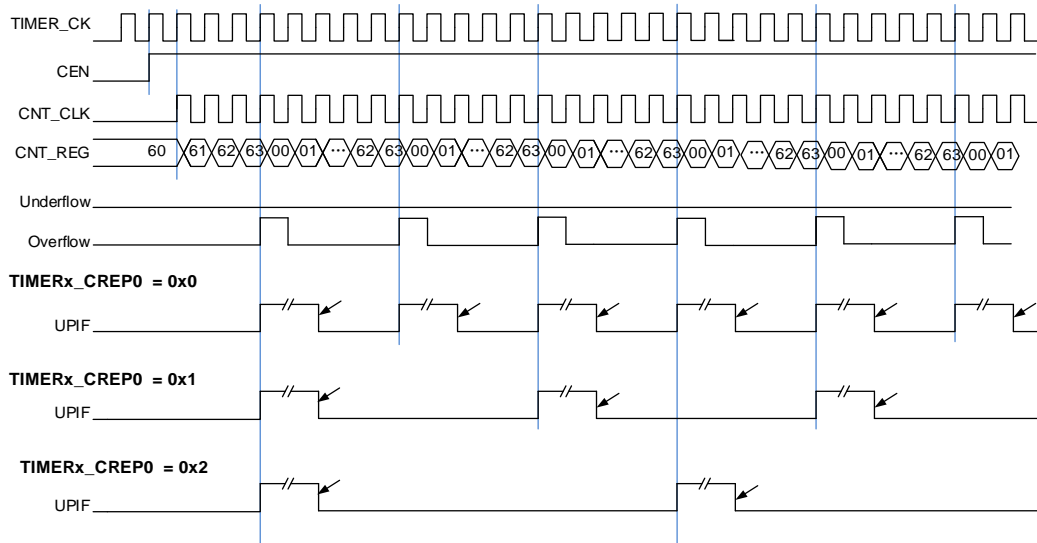 TIMER_CK
CEN
CNT_CLK
CNT_REG 60 61 62 63 00 01 ... 62 63 00 01 ... 62 63 00 01 ... 62 63 00 01 ... 62 63 00 01 ... 62 63 00 01
Underflow
Overflow
TIMERx_CREP0 = 0x0
UPIF
TIMERx_CREP0 = 0x1
UPIF
TIMERx_CREP0 = 0x2
UPIF